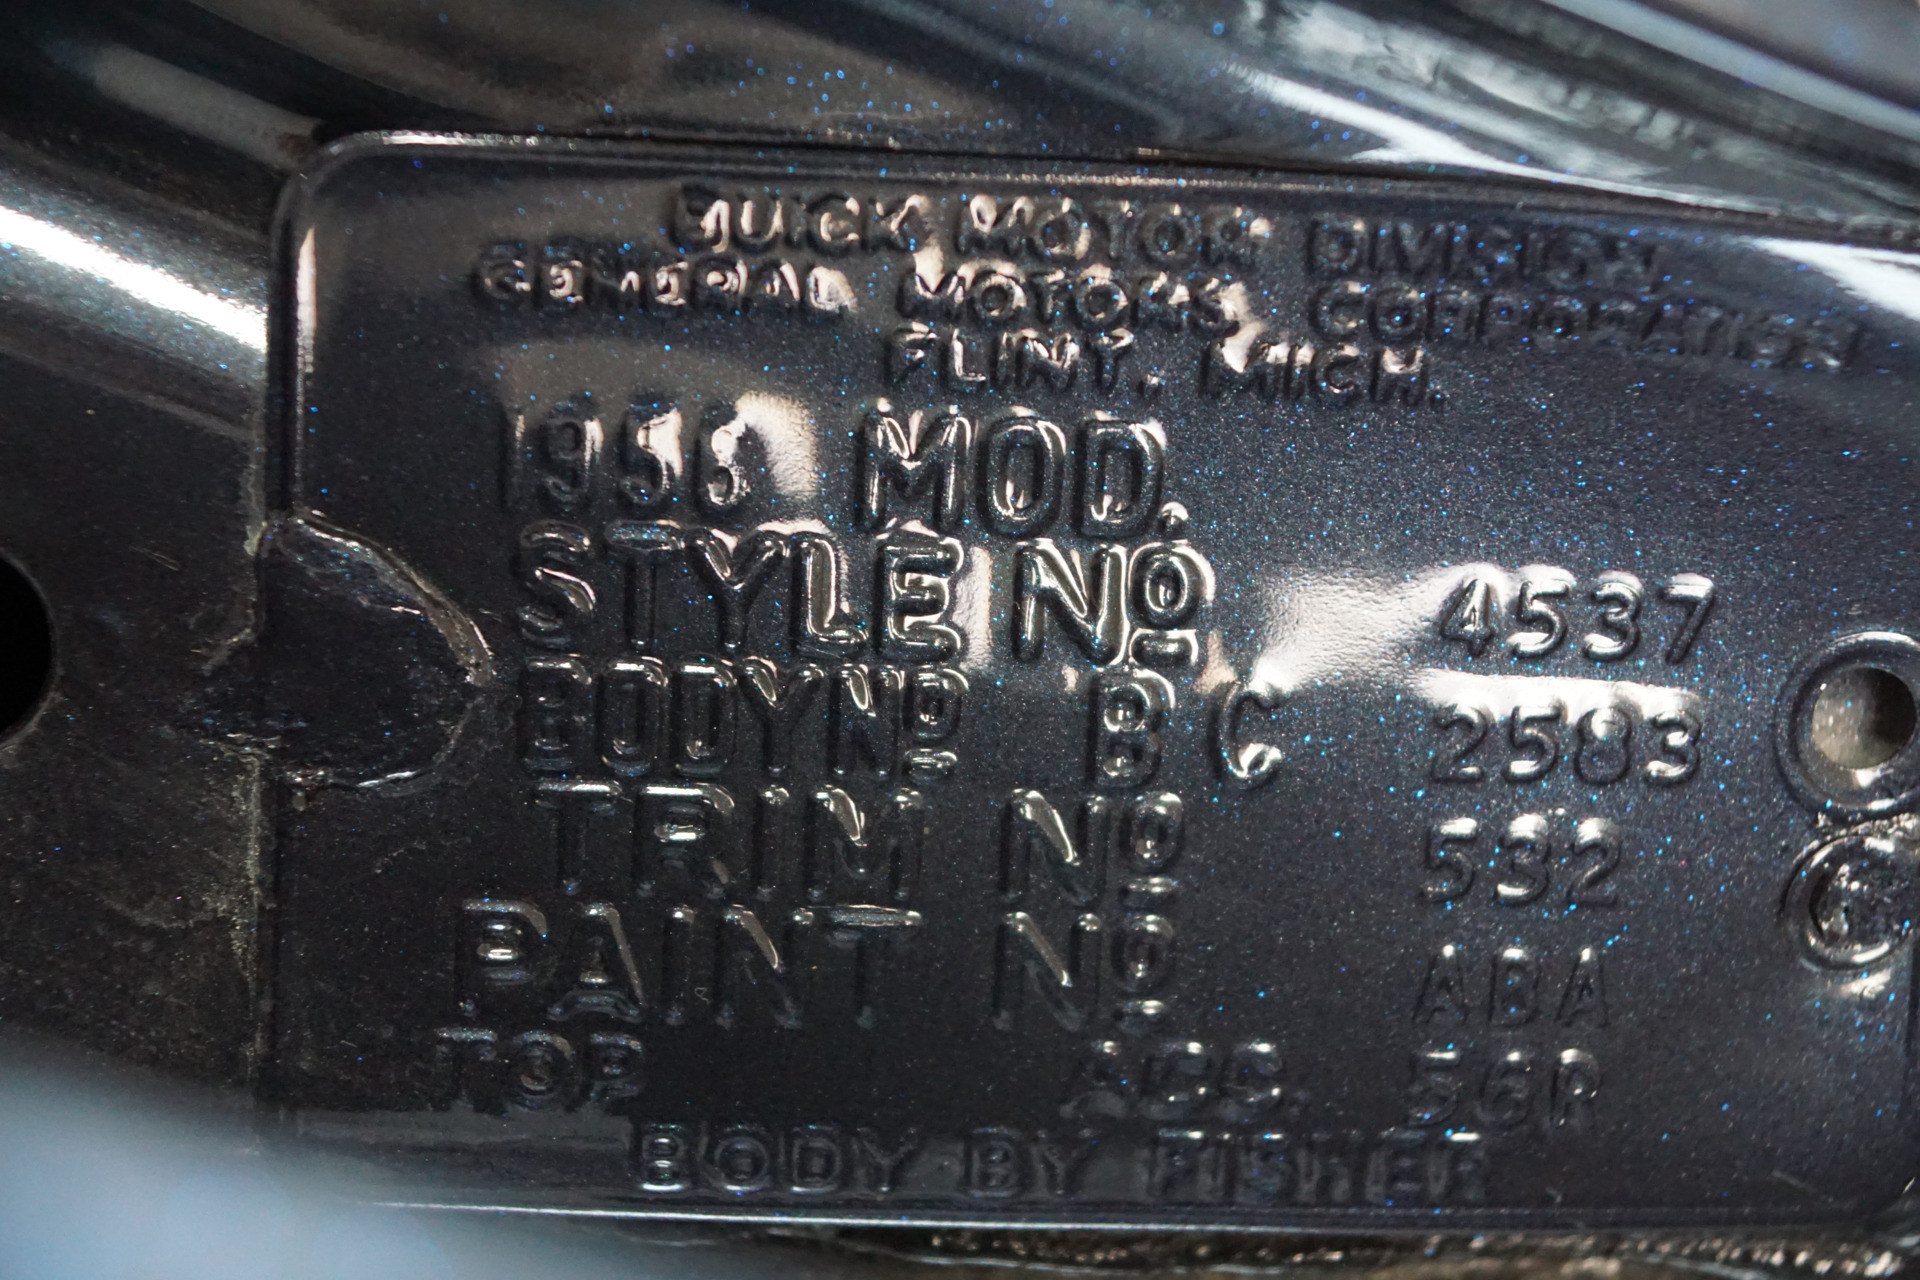 BUICK MOTOR DIVISION
GENERAL MOTORS CORPORATION
FLINT, MICH.
1956 MOD.
STYLE Nº 4537
BODY Nº B C 2583
TRIM Nº 532
PAINT Nº ABA
TOP ACC. 56R
BODY BY FISHER